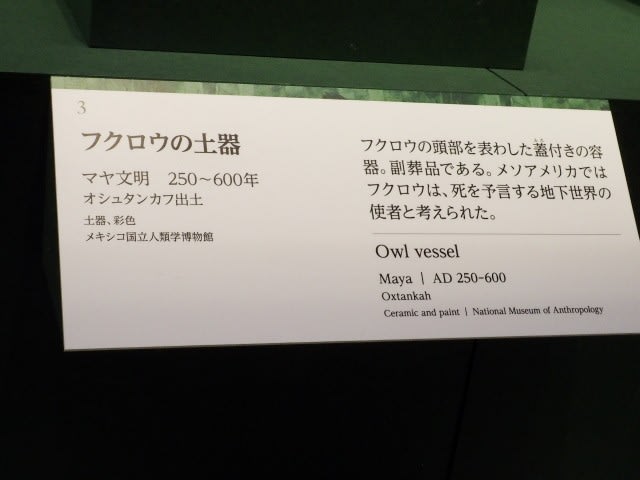 3
フクロウの土器
マヤ文明 250～600年
オシュタンカフ出土
土器、彩色
メキシコ国立人類学博物館
フクロウの頭部を表わした蓋付きの容
器。副葬品である。メソアメリカでは
フクロウは、死を予言する地下世界の
使者と考えられた。
Owl vessel
Maya | AD 250-600
Oxtankah
Ceramic and paint | National Museum of Anthropology